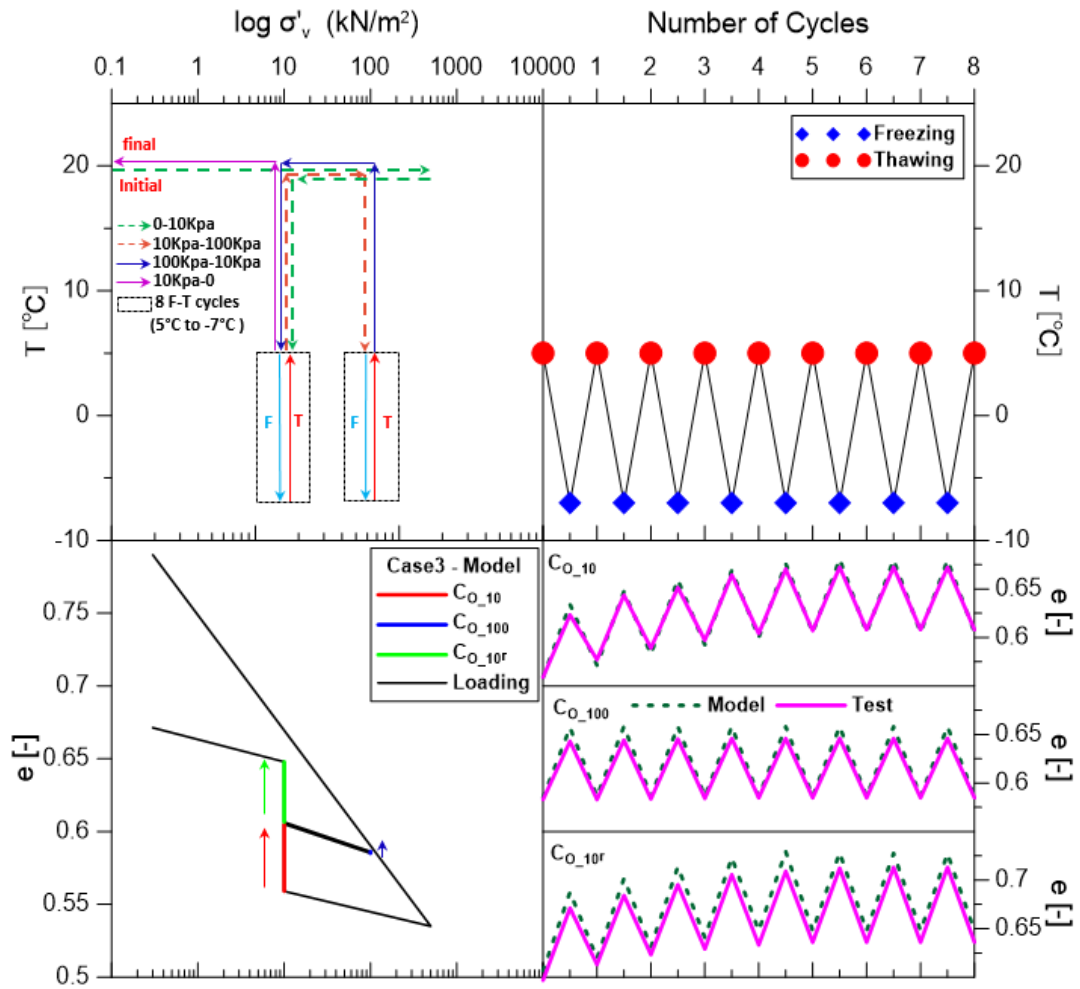 log σ'v (kN/m²)
Number of Cycles
0.1 1 10 100 1000 10000 1 2 3 4 5 6 7 8
final
Initial
0-10Kpa
10Kpa-100Kpa
100Kpa-10Kpa
10Kpa-0
8 F-T cycles
(5°C to -7°C )
F T
F T
T [°C]
20
10
0
-10
Freezing
Thawing
T [°C]
20
10
0
-10
Case3 - Model
CO_10
CO_100
CO_10r
Loading
e [-]
0.75
0.7
0.65
0.6
0.55
0.5
CO_10
0.65
0.6
e [-]
CO_100
Model
Test
0.65
0.6
e [-]
CO_10r
0.7
0.65
e [-]